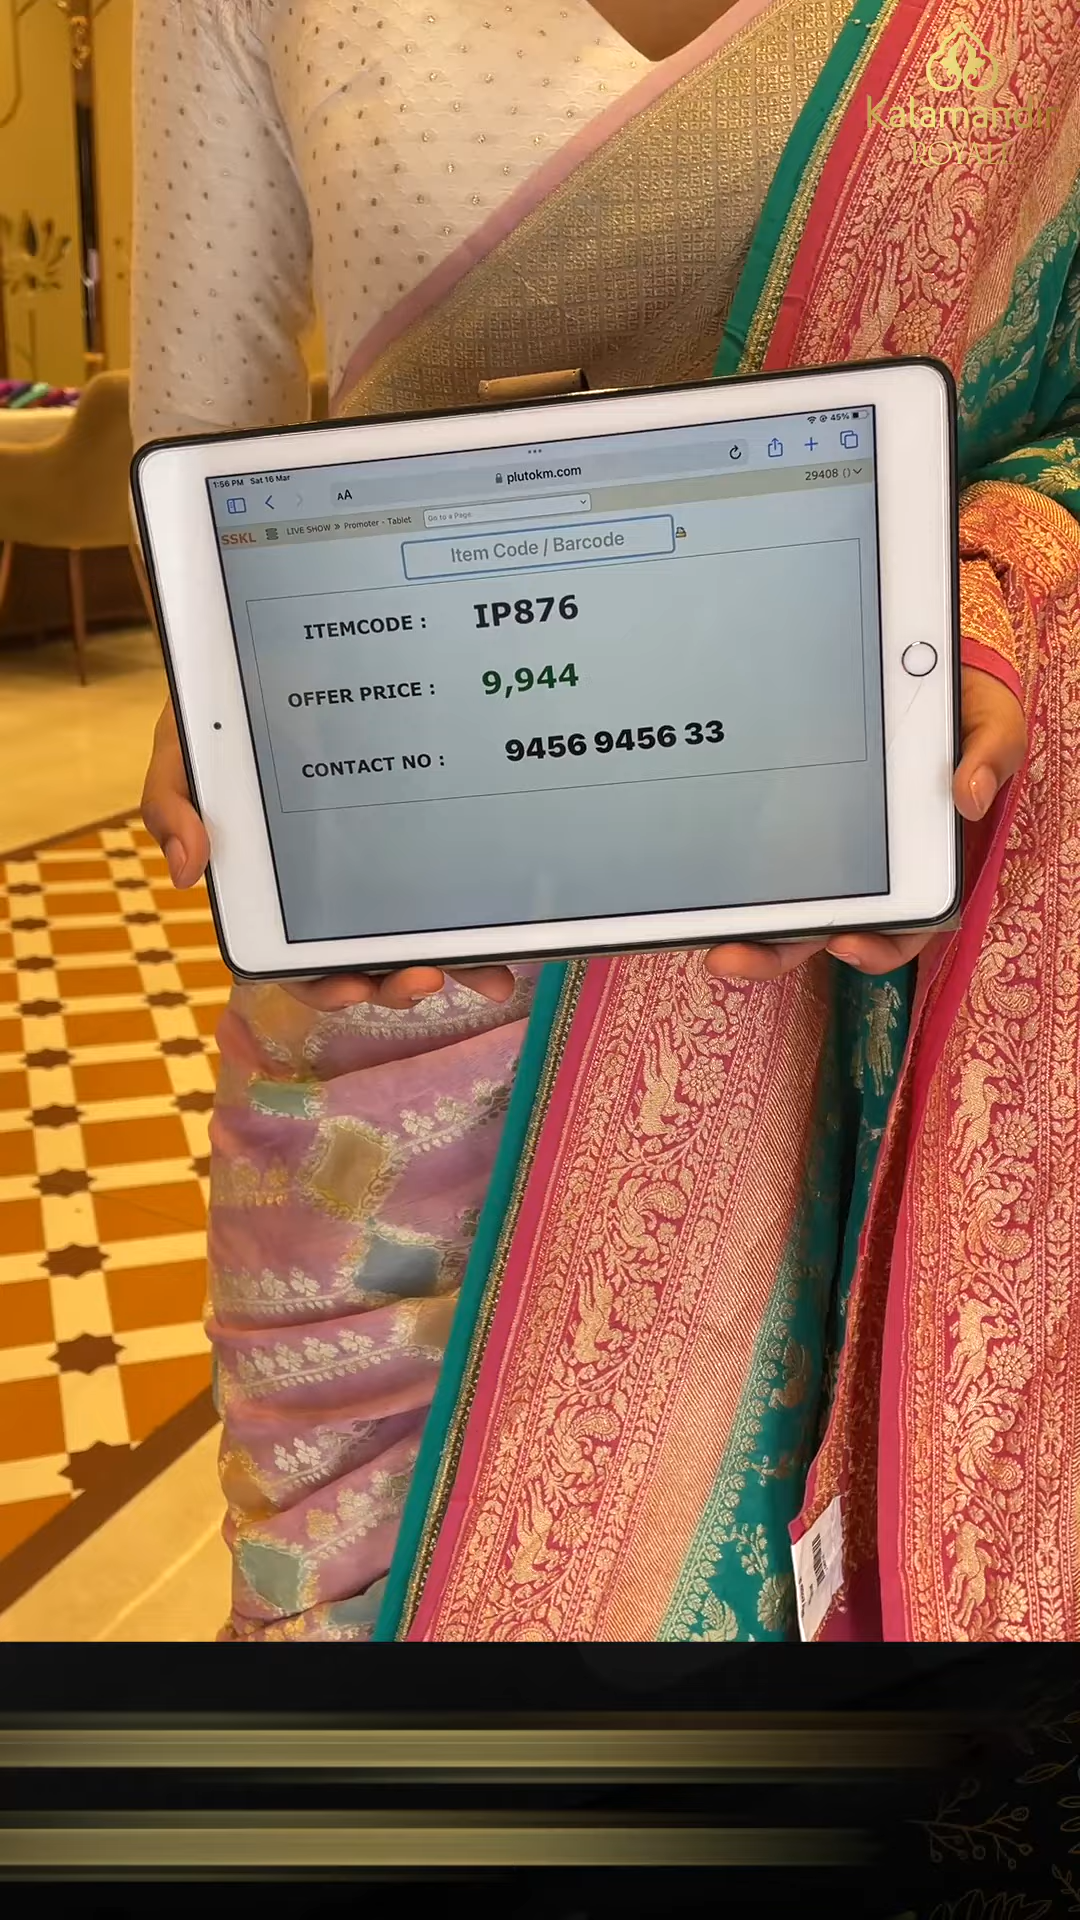 Kalamandir
ROYALE
1:56 PM Sat 16 Mar
45%
AA
plutokm.com
SSKL
LIVE SHOW » Promoter - Tablet
Go to a Page
29408 ()
Item Code / Barcode
ITEMCODE : IP876
OFFER PRICE : 9,944
CONTACT NO : 9456 9456 33